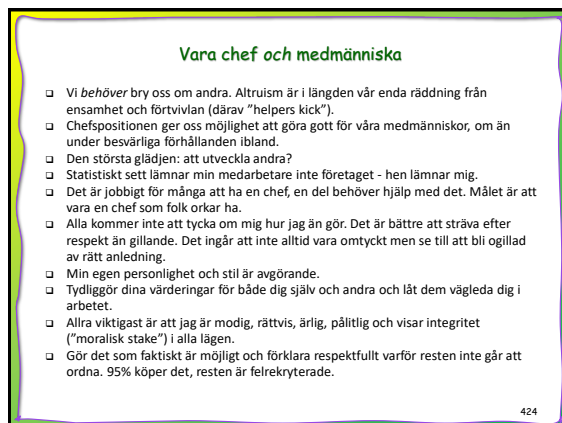 Vara chef och medmänniska
❑ Vi behöver bry oss om andra. Altruism är i längden vår enda räddning från
ensamhet och förtvivlan (därav ”helpers kick”).
❑ Chefspositionen ger oss möjlighet att göra gott för våra medmänniskor, om än
under besvärliga förhållanden ibland.
❑ Den största glädjen: att utveckla andra?
❑ Statistiskt sett lämnar min medarbetare inte företaget - hen lämnar mig.
❑ Det är jobbigt för många att ha en chef, en del behöver hjälp med det. Målet är att
vara en chef som folk orkar ha.
❑ Alla kommer inte att tycka om mig hur jag än gör. Det är bättre att sträva efter
respekt än gillande. Det ingår att inte alltid vara omtyckt men se till att bli ogillad
av rätt anledning.
❑ Min egen personlighet och stil är avgörande.
❑ Tydliggör dina värderingar för både dig själv och andra och låt dem vägleda dig i
arbetet.
❑ Allra viktigast är att jag är modig, rättvis, ärlig, pålitlig och visar integritet
(”moralisk stake”) i alla lägen.
❑ Gör det som faktiskt är möjligt och förklara respektfullt varför resten inte går att
ordna. 95% köper det, resten är felrekryterade.
424